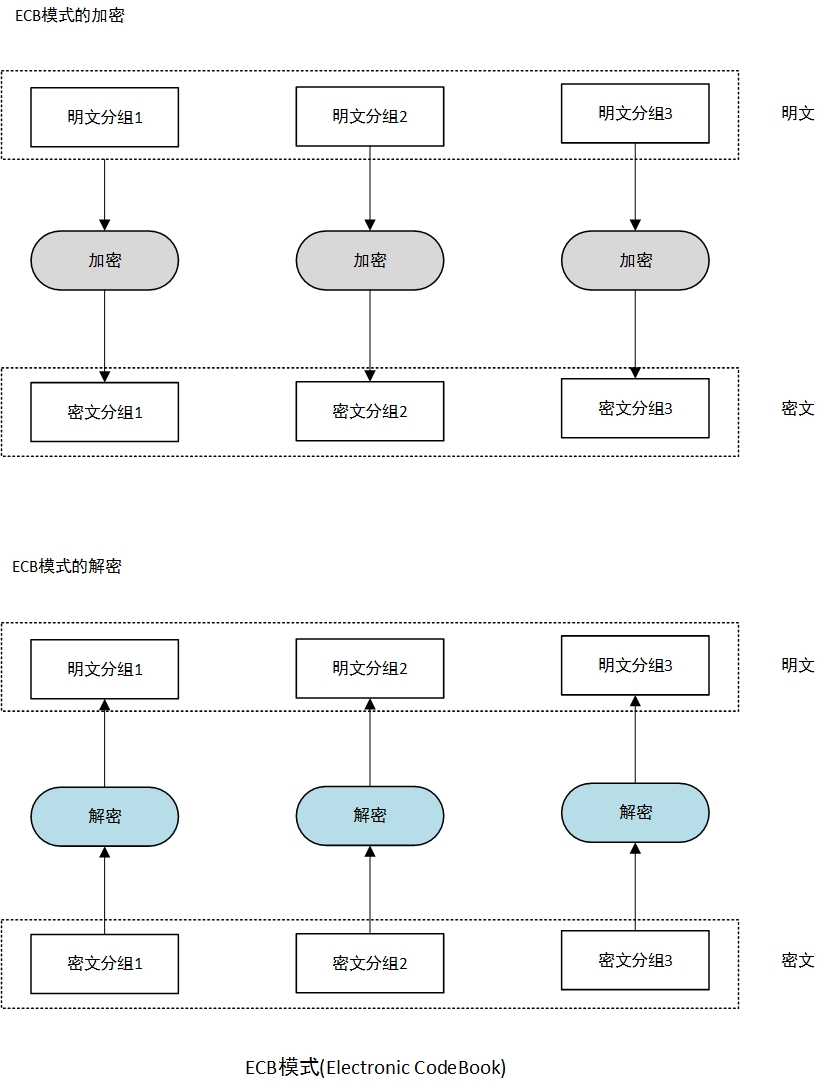 ECB模式的加密
明文分组1
明文分组2
明文分组3
明文
加密
加密
加密
密文分组1
密文分组2
密文分组3
密文
ECB模式的解密
明文分组1
明文分组2
明文分组3
明文
解密
解密
解密
密文分组1
密文分组2
密文分组3
密文
ECB模式(Electronic CodeBook)